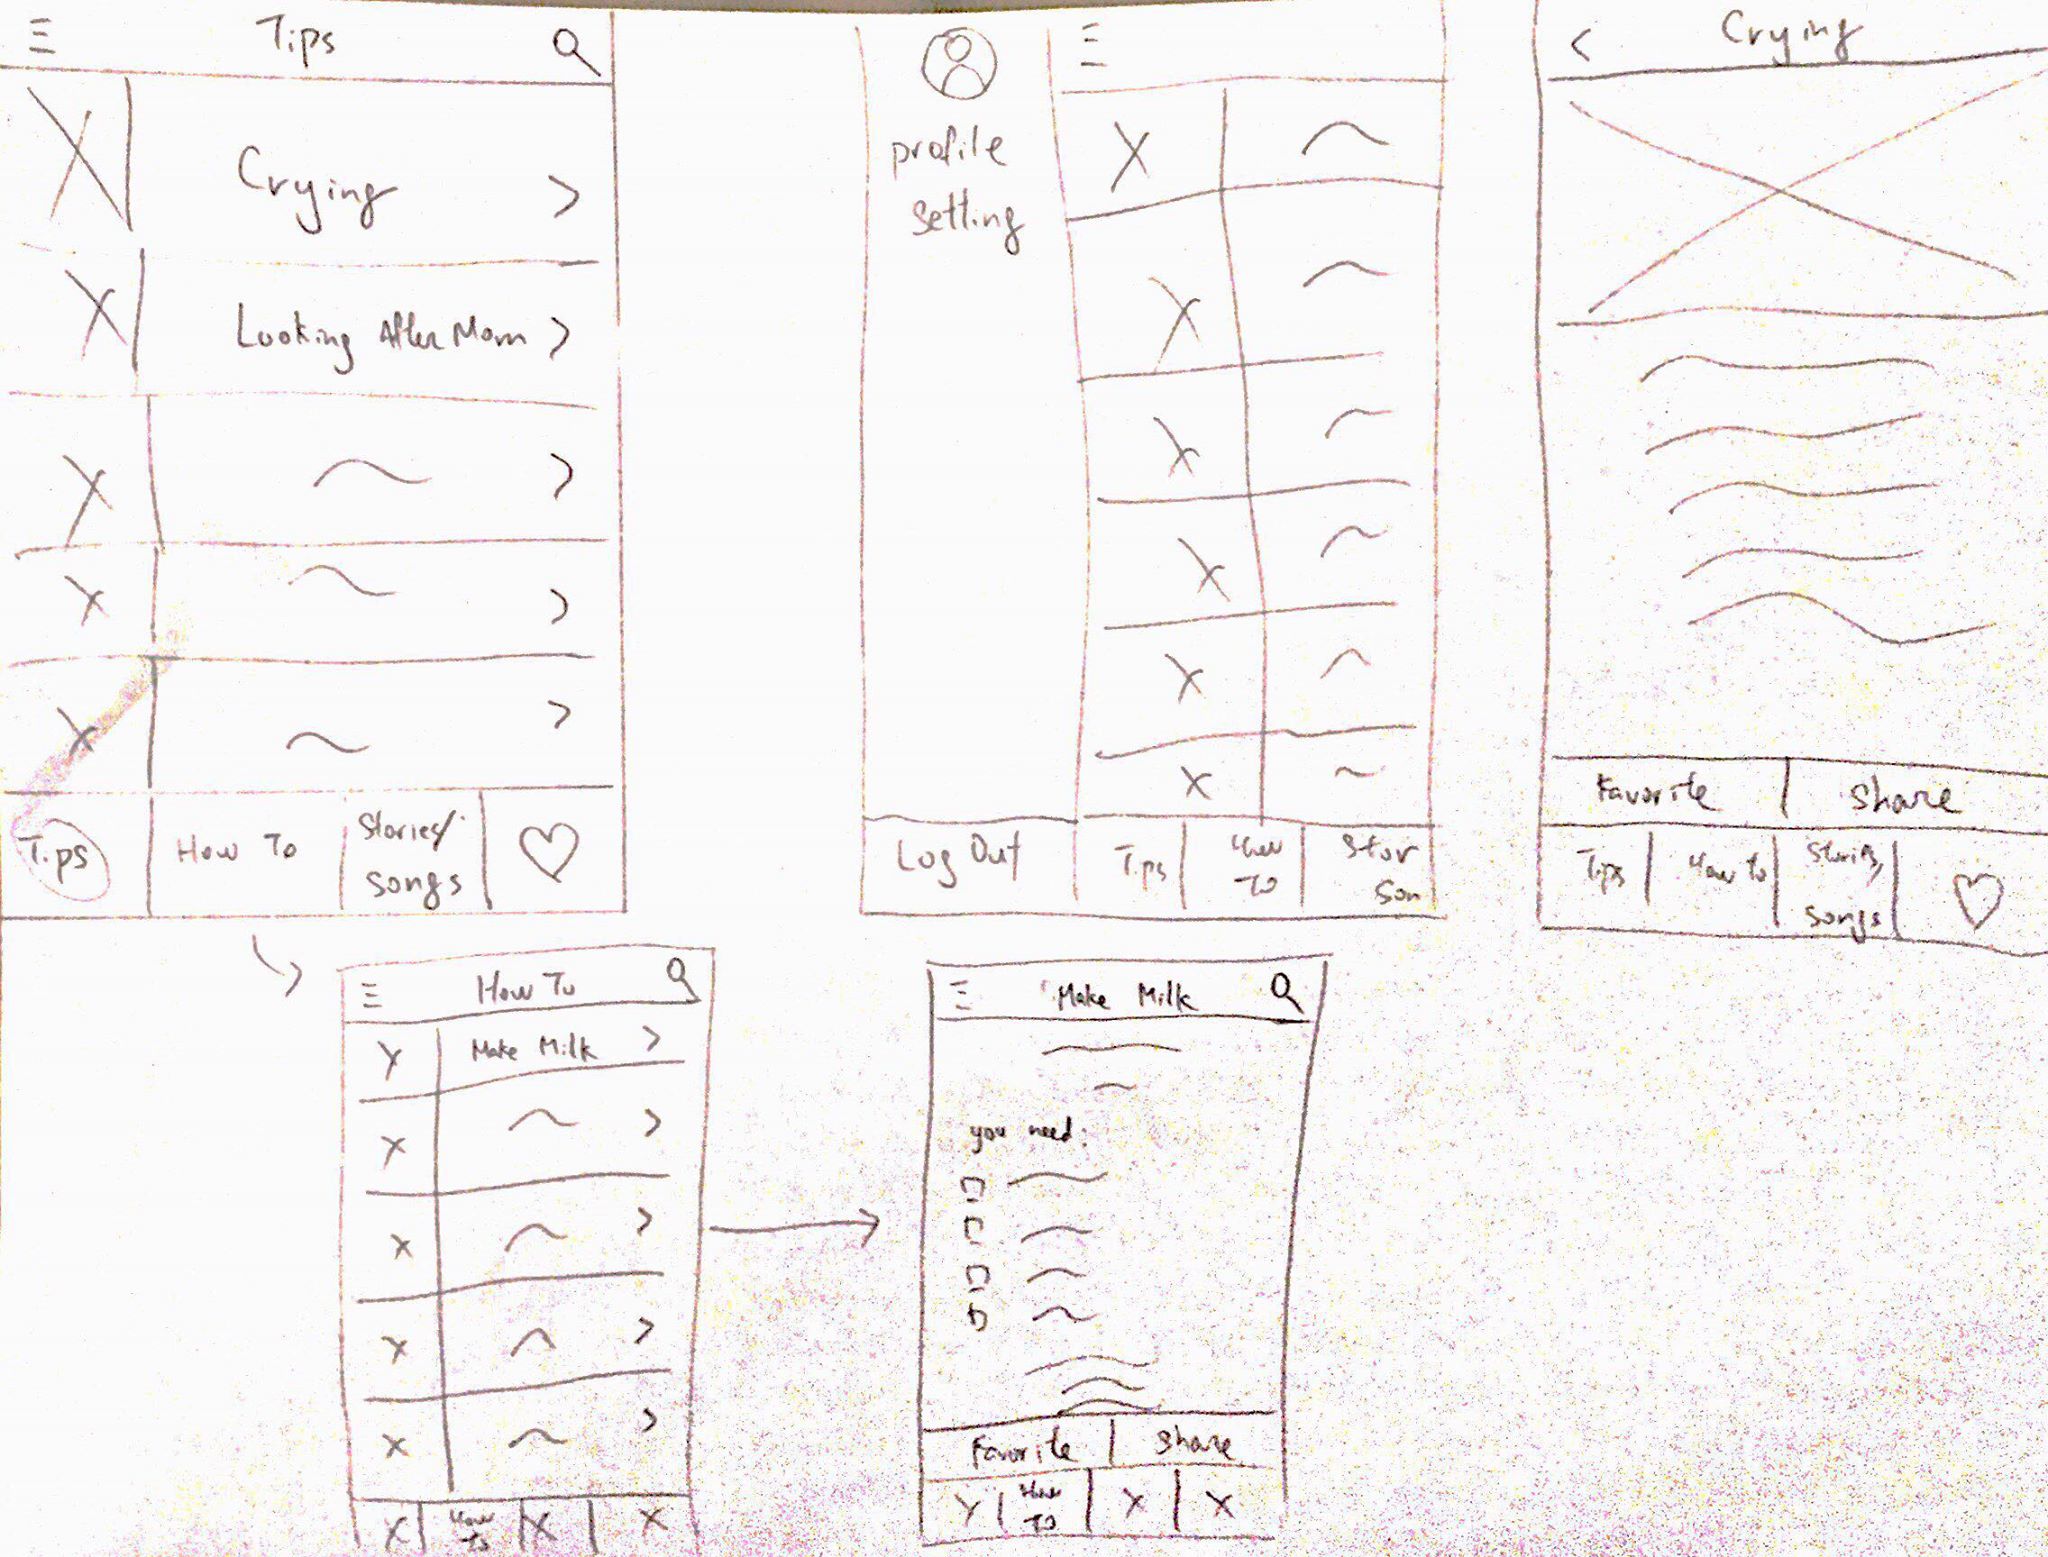 Tips
Crying
Looking After Mom
Tips
How To
Stories/
Songs
profile
setting
Log Out
Tips
How
To
Stor
Son
Crying
Favorite
Share
Tips
How To
Stories,
Songs
How To
Make Milk
How
To
Make Milk
you need:
Favorite
Share
How
To